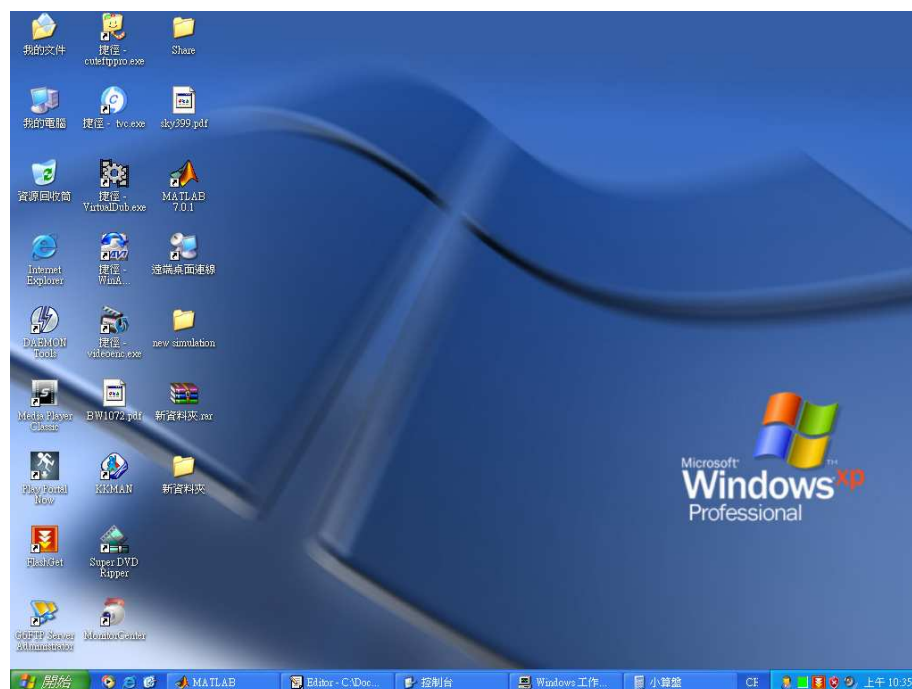 我的文件
捷徑 -
cuteftppro.exe
Share
我的電腦
捷徑 - tvc.exe
sky399.pdf
資源回收筒
捷徑 -
VirtualDub.exe
MATLAB
7.0.1
Internet
Explorer
捷徑 -
WinA...
遠端桌面連線
DAEMON
Tools
捷徑 -
videoenc.exe
new simulation
Media Player
Classic
BW1072.pdf
新資料夾.rar
Play Portal
Now
KKMAN
新資料夾
FlashGet
Super DVD
Ripper
G6FTP Server
Administrator
MonitorCenter
Microsoft
Windows xp
TM
Professional
開始
MATLAB
Editor - C:\Doc...
控制台
Windows 工作...
小算盤
CH
上午 10:35